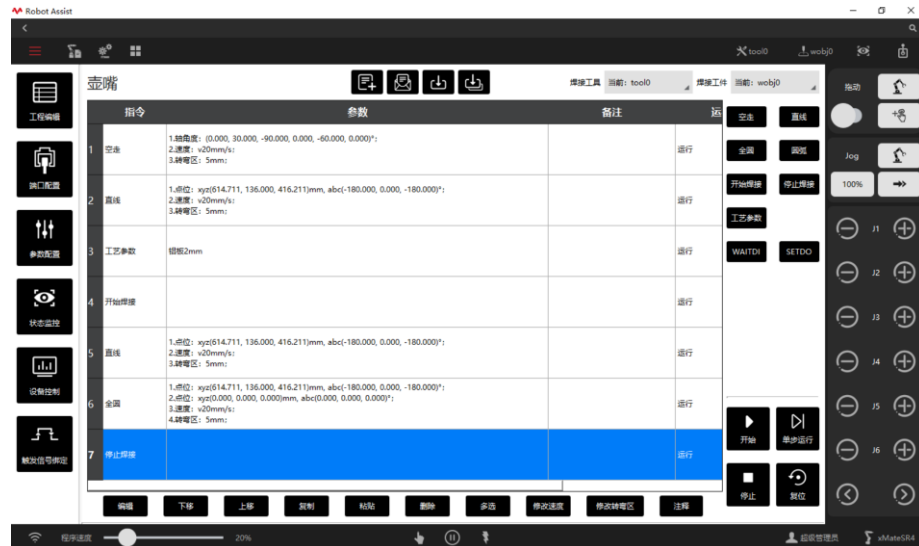 Robot Assist
tool0
wobj0
壶嘴
焊接工具 当前: tool0
焊接工件 当前: wobj0
指令 参数 备注 运
1 空走
1.轴角度: (0.000, 30.000, -90.000, 0.000, -60.000, 0.000)°;
2.速度: v20mm/s;
3.转弯区: 5mm;
运行
2 直线
1.点位: xyz(614.711, 136.000, 416.211)mm, abc(-180.000, 0.000, -180.000)°;
2.速度: v20mm/s;
3.转弯区: 5mm;
运行
3 工艺参数 铝板2mm 运行
4 开始焊接 运行
5 直线
1.点位: xyz(614.711, 136.000, 416.211)mm, abc(-180.000, 0.000, -180.000)°;
2.速度: v20mm/s;
3.转弯区: 5mm;
运行
6 全圆
1.点位: xyz(614.711, 136.000, 416.211)mm, abc(-180.000, 0.000, -180.000)°;
2.点位: xyz(0.000, 0.000, 0.000)mm, abc(0.000, 0.000, 0.000)°;
3.速度: v20mm/s;
4.转弯区: 5mm;
运行
7 停止焊接 运行
工程编辑
端口配置
参数配置
状态监控
设备控制
触发信号绑定
空走 直线
全圆 圆弧
开始焊接 停止焊接
工艺参数
WAITDI SETDO
开始 单步运行
停止 复位
拖动
Jog
100%
J1
J2
J3
J4
J5
J6
编辑 下移 上移 复制 粘贴 删除 多选 修改速度 修改转弯区 注释
程序速度 20%
超级管理员
xMateSR4